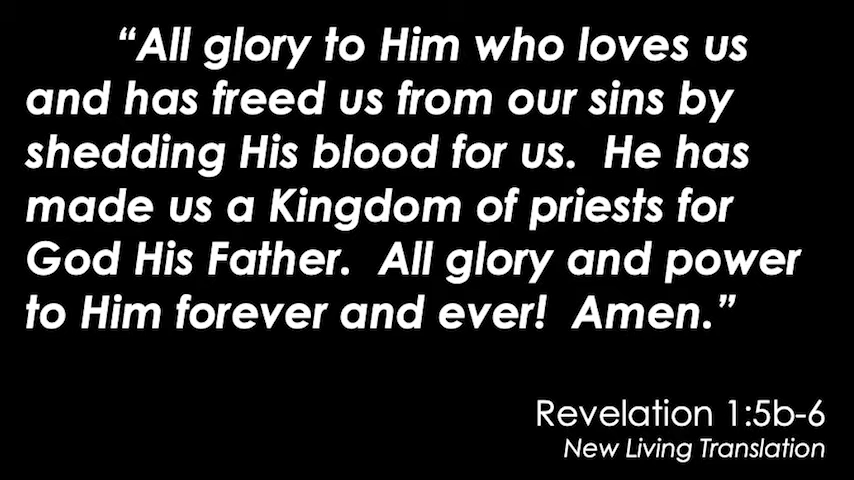 “All glory to Him who loves us
and has freed us from our sins by
shedding His blood for us.  He has
made us a Kingdom of priests for
God His Father.  All glory and power
to Him forever and ever!  Amen.”
Revelation 1:5b-6
New Living Translation